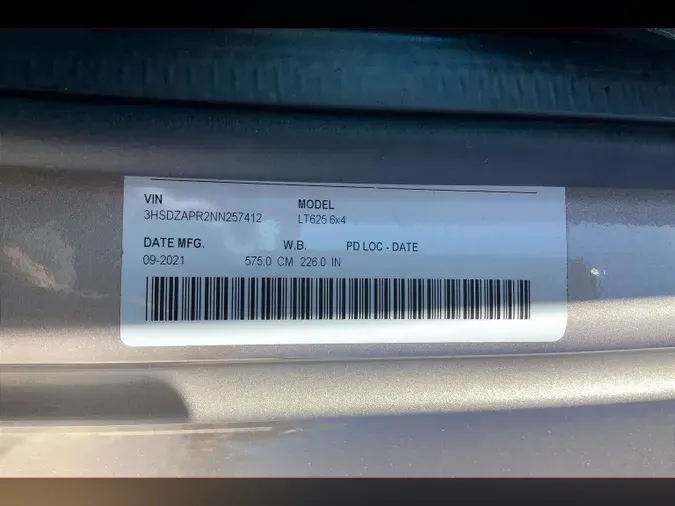 VIN MODEL
3HSDZAPR2NN257412 LT625 6x4
DATE MFG. W.B. PD LOC - DATE
09-2021 575.0 CM 226.0 IN